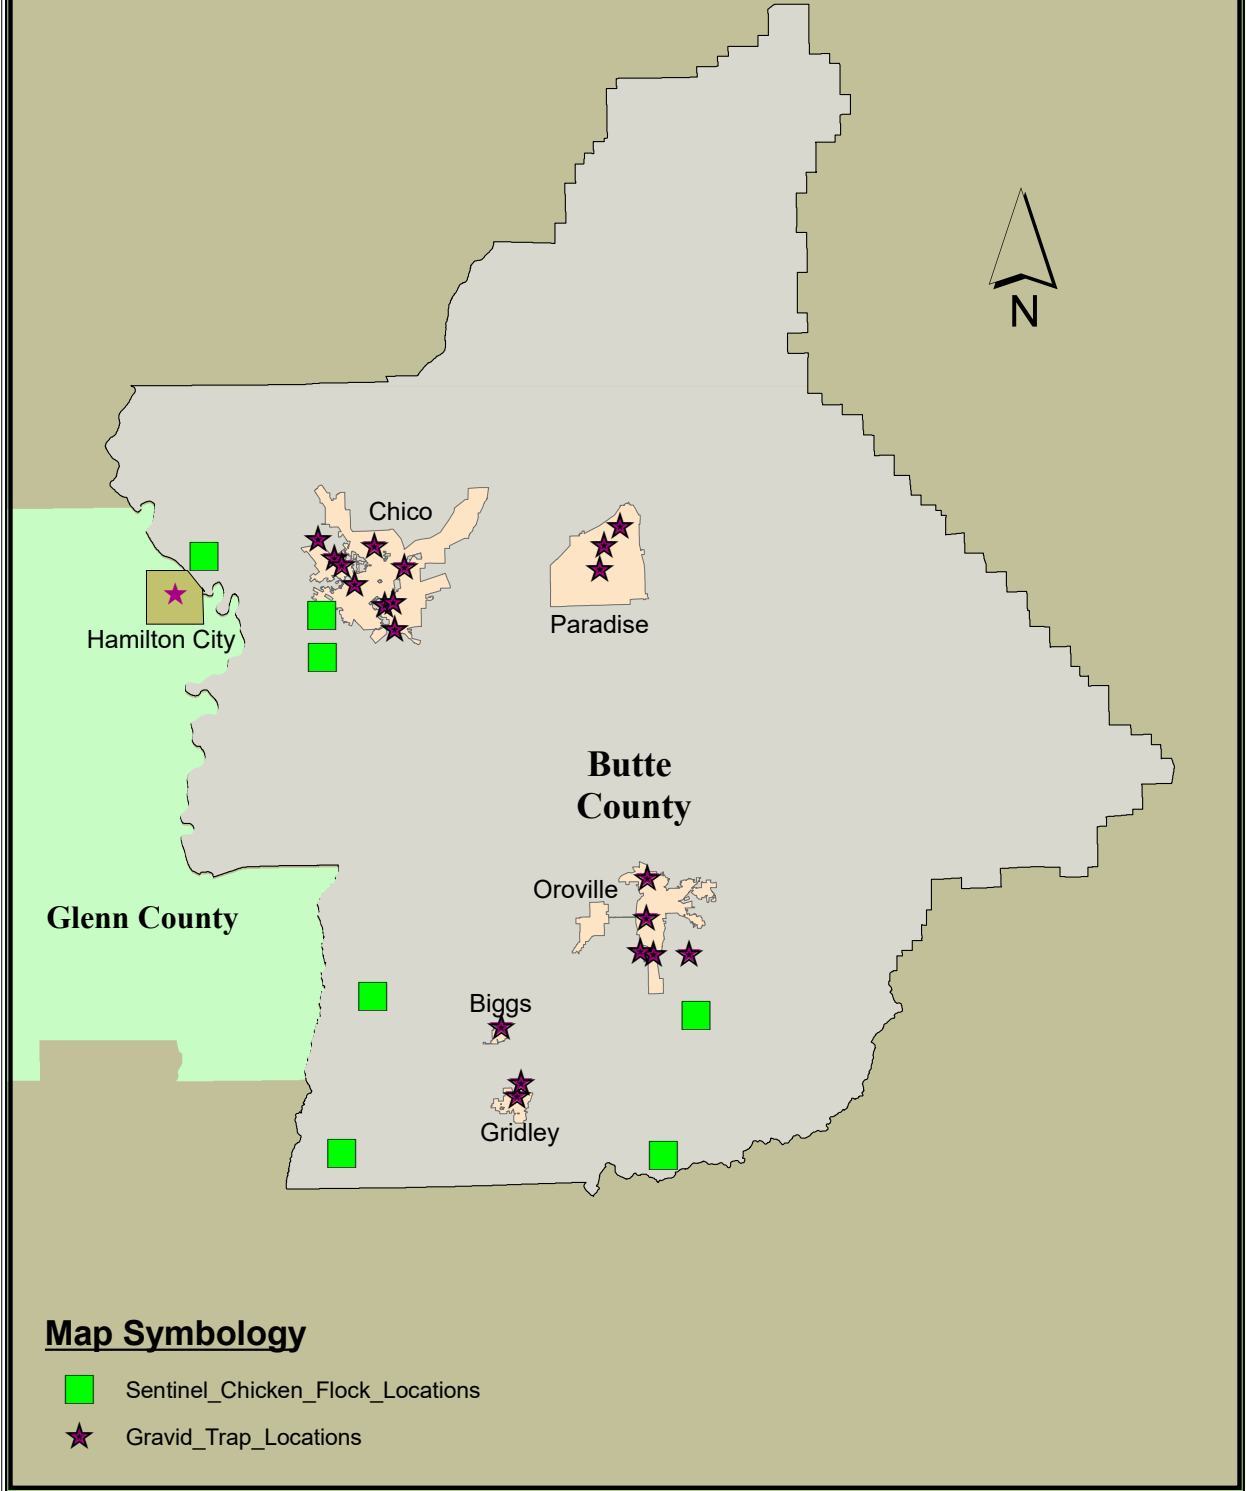 N
Chico
Paradise
Hamilton City
Butte
County
Oroville
Glenn County
Biggs
Gridley
Map Symbology
Sentinel_Chicken_Flock_Locations
Gravid_Trap_Locations